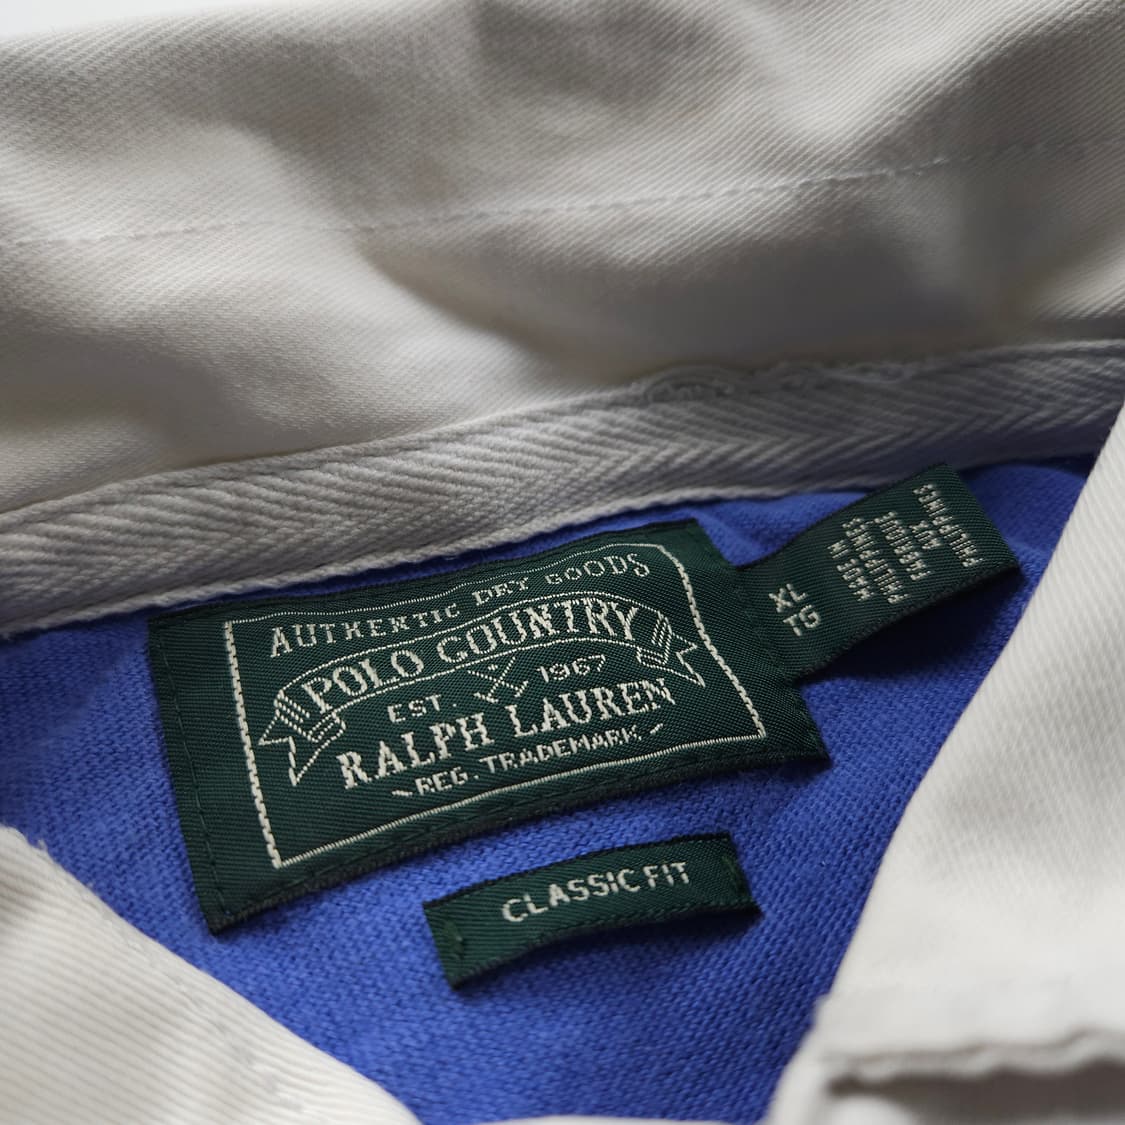 AUTHENTIC DRY GOODS
POLO COUNTRY
EST. 1967
RALPH LAUREN
REG. TRADEMARK
CLASSIC FIT
XL
TG
MADE IN
PHILIPPINES
FABRIQUÉ
AUX
PHILIPPINES